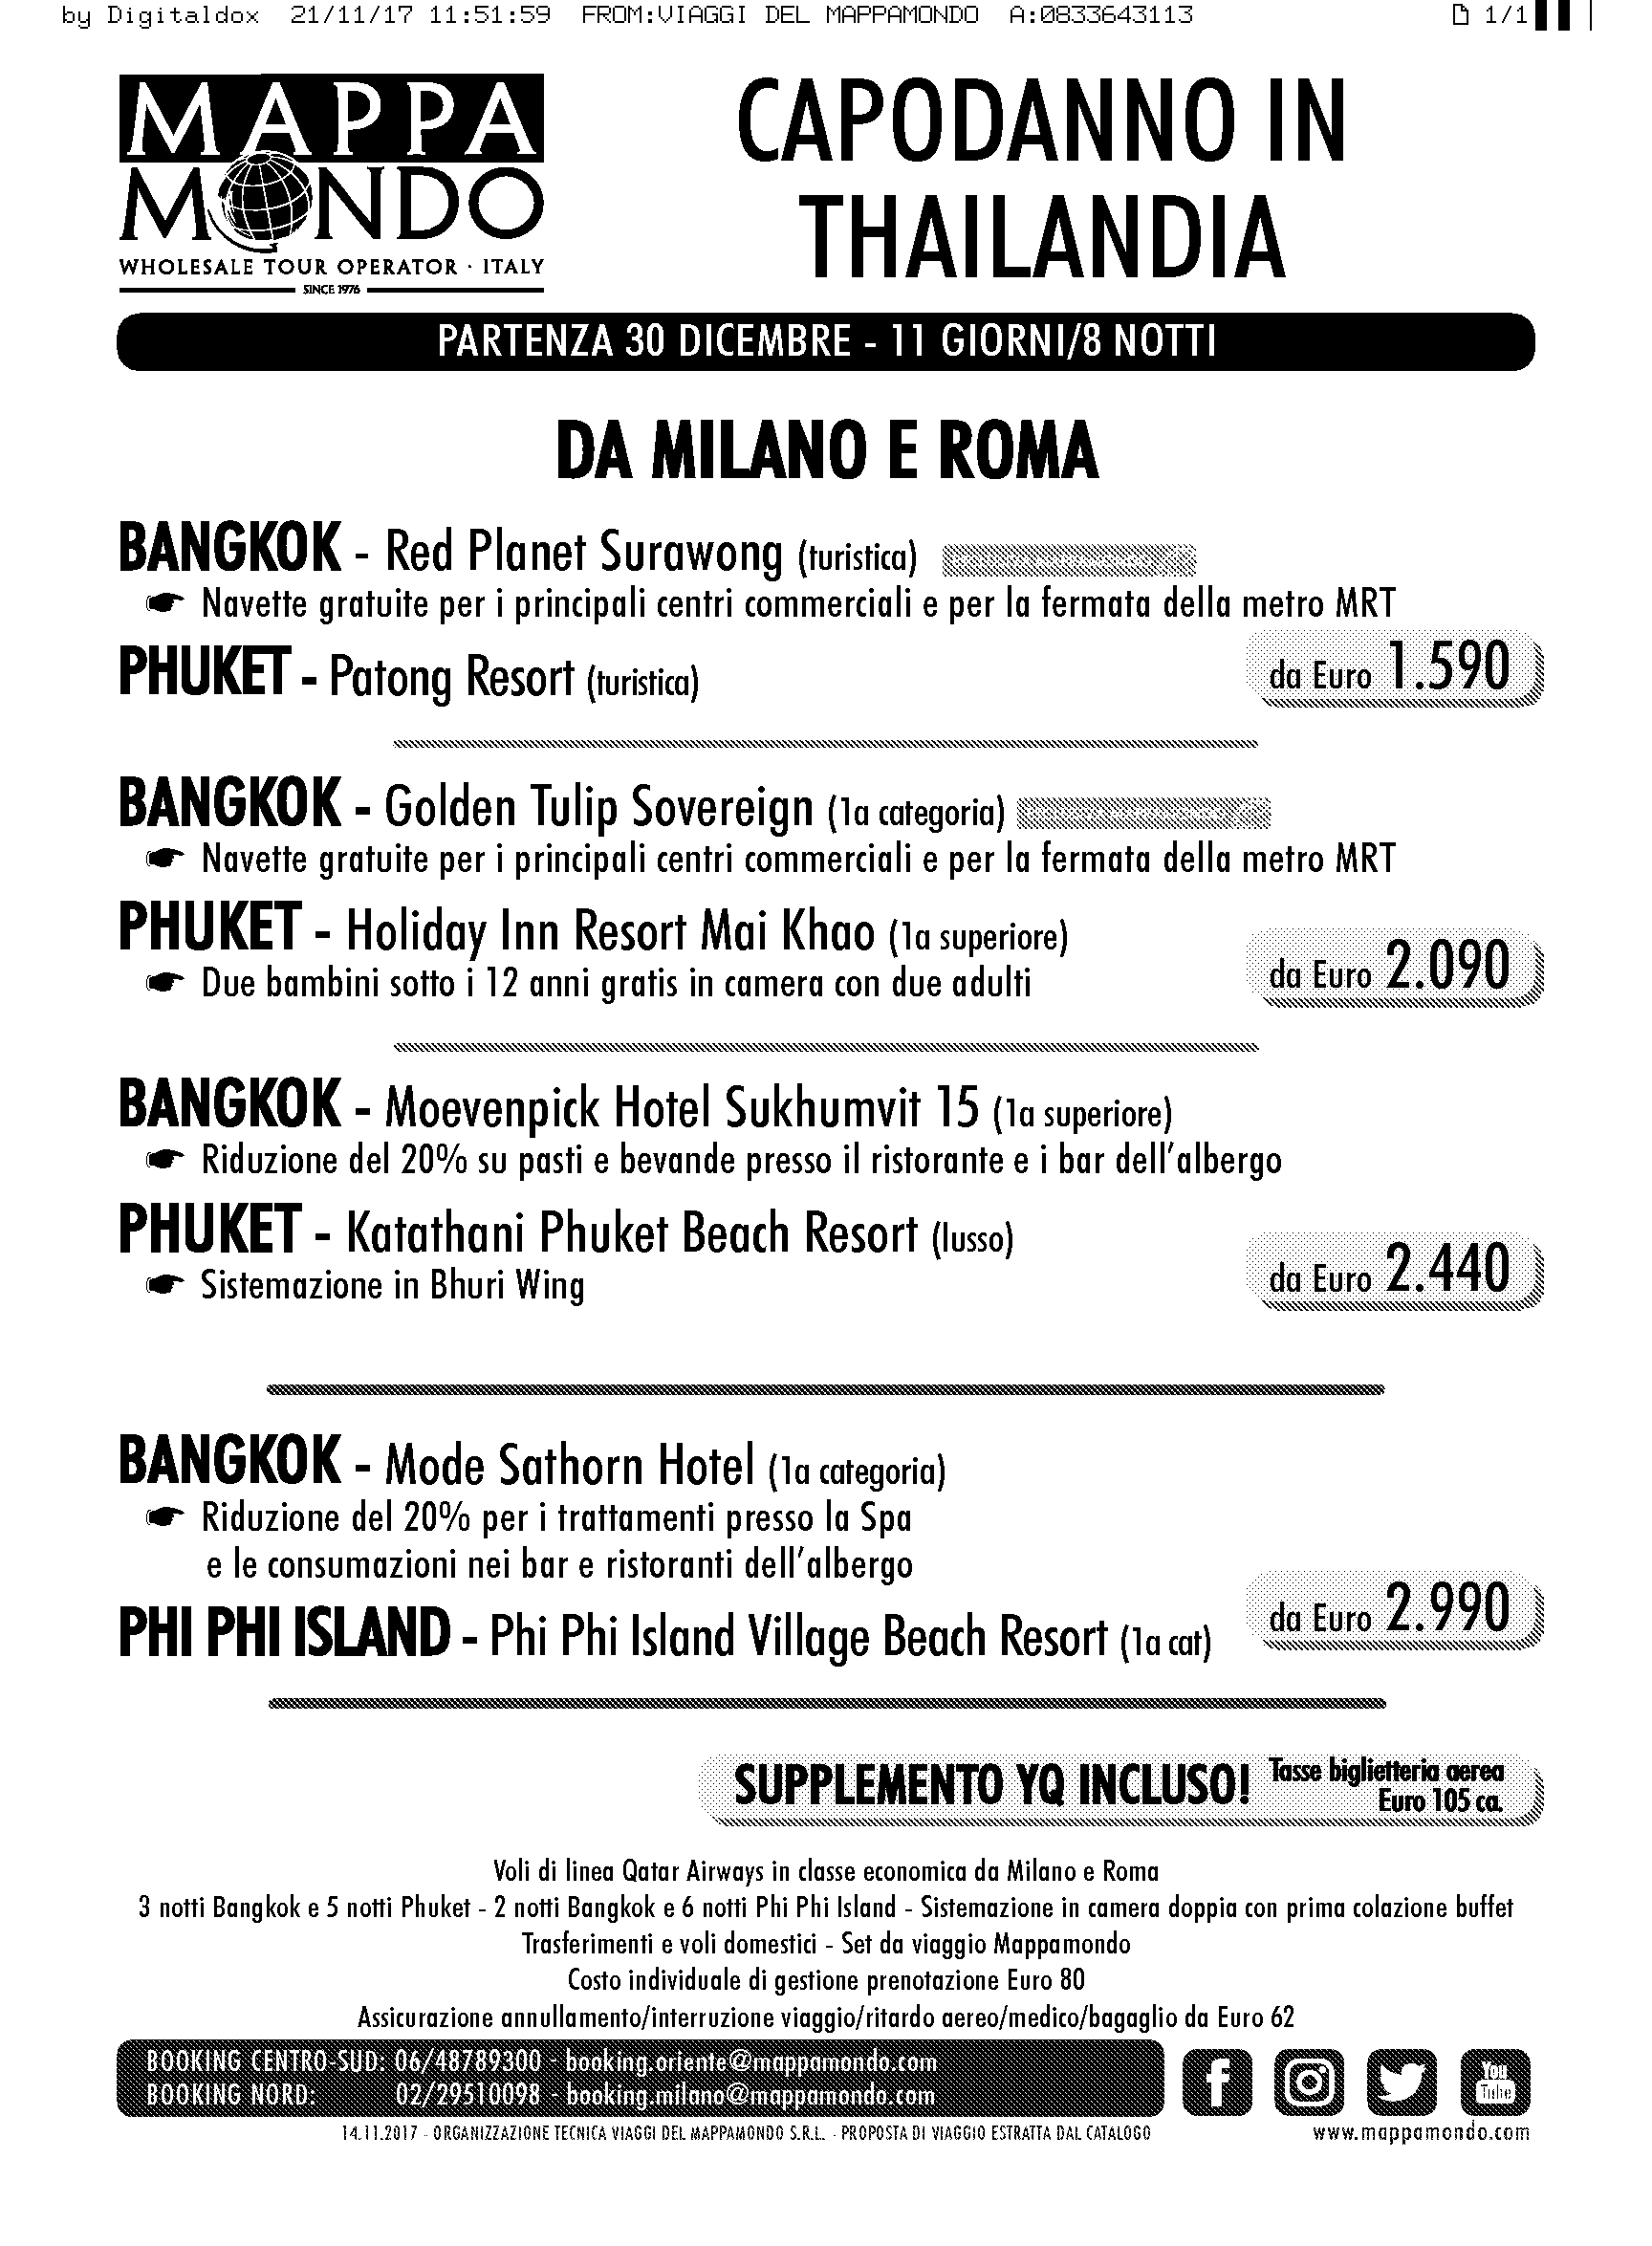 by Digitaldox 21/11/17 11:51:59 FROM:VIAGGI DEL MAPPAMONDO A:0833643113 1/1
MAPPA
MONDO
WHOLESALE TOUR OPERATOR · ITALY
SINCE 1976
CAPODANNO IN
THAILANDIA
PARTENZA 30 DICEMBRE - 11 GIORNI/8 NOTTI
DA MILANO E ROMA
BANGKOK - Red Planet Surawong (turistica)
☛ Navette gratuite per i principali centri commerciali e per la fermata della metro MRT
PHUKET - Patong Resort (turistica)
da Euro 1.590
BANGKOK - Golden Tulip Sovereign (1a categoria)
☛ Navette gratuite per i principali centri commerciali e per la fermata della metro MRT
PHUKET - Holiday Inn Resort Mai Khao (1a superiore)
☛ Due bambini sotto i 12 anni gratis in camera con due adulti
da Euro 2.090
BANGKOK - Moevenpick Hotel Sukhumvit 15 (1a superiore)
☛ Riduzione del 20% su pasti e bevande presso il ristorante e i bar dell'albergo
PHUKET - Katathani Phuket Beach Resort (lusso)
☛ Sistemazione in Bhuri Wing
da Euro 2.440
BANGKOK - Mode Sathorn Hotel (1a categoria)
☛ Riduzione del 20% per i trattamenti presso la Spa
e le consumazioni nei bar e ristoranti dell'albergo
PHI PHI ISLAND - Phi Phi Island Village Beach Resort (1a cat)
da Euro 2.990
SUPPLEMENTO YQ INCLUSO! Tasse biglietteria aerea
Euro 105 ca.
Voli di linea Qatar Airways in classe economica da Milano e Roma
3 notti Bangkok e 5 notti Phuket - 2 notti Bangkok e 6 notti Phi Phi Island - Sistemazione in camera doppia con prima colazione buffet
Trasferimenti e voli domestici - Set da viaggio Mappamondo
Costo individuale di gestione prenotazione Euro 80
Assicurazione annullamento/interruzione viaggio/ritardo aereo/medico/bagaglio da Euro 62
BOOKING CENTRO-SUD: 06/48789300 - booking.oriente@mappamondo.com
BOOKING NORD: 02/29510098 - booking.milano@mappamondo.com
You Tube
14.11.2017 - ORGANIZZAZIONE TECNICA VIAGGI DEL MAPPAMONDO S.R.L. - PROPOSTA DI VIAGGIO ESTRATTA DAL CATALOGO
www.mappamondo.com